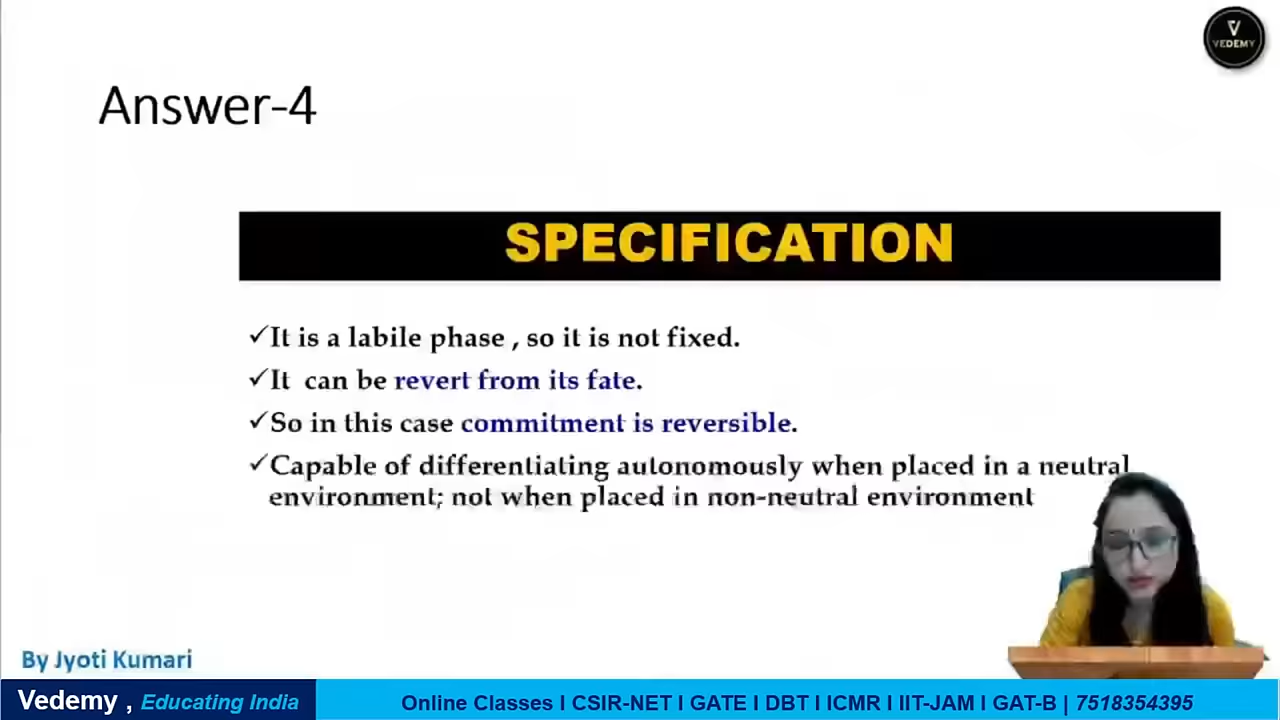 VEDEMY
Answer-4
SPECIFICATION
✓It is a labile phase , so it is not fixed.
✓It can be revert from its fate.
✓So in this case commitment is reversible.
✓Capable of differentiating autonomously when placed in a neutral
environment; not when placed in non-neutral environment
By Jyoti Kumari
Vedemy , Educating India
Online Classes I CSIR-NET I GATE I DBT I ICMR I IIT-JAM I GAT-B | 7518354395